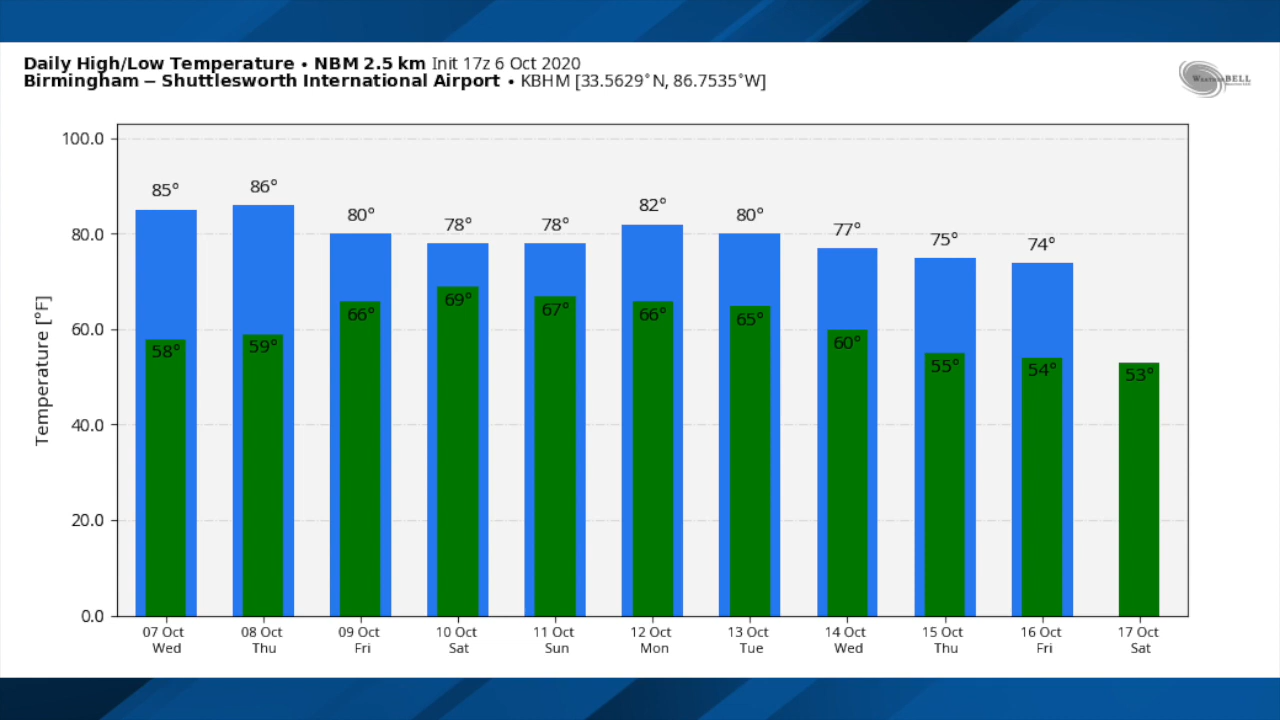 Daily High/Low Temperature • NBM 2.5 km Init 17z 6 Oct 2020
Birmingham – Shuttlesworth International Airport • KBHM [33.5629°N, 86.7535°W]
WeatherBELL
100.0
80.0
60.0
40.0
20.0
0.0
Temperature [°F]
85° 86° 80° 78° 78° 82° 80° 77° 75° 74°
58° 59° 66° 69° 67° 66° 65° 60° 55° 54° 53°
07 Oct 08 Oct 09 Oct 10 Oct 11 Oct 12 Oct 13 Oct 14 Oct 15 Oct 16 Oct 17 Oct
Wed Thu Fri Sat Sun Mon Tue Wed Thu Fri Sat